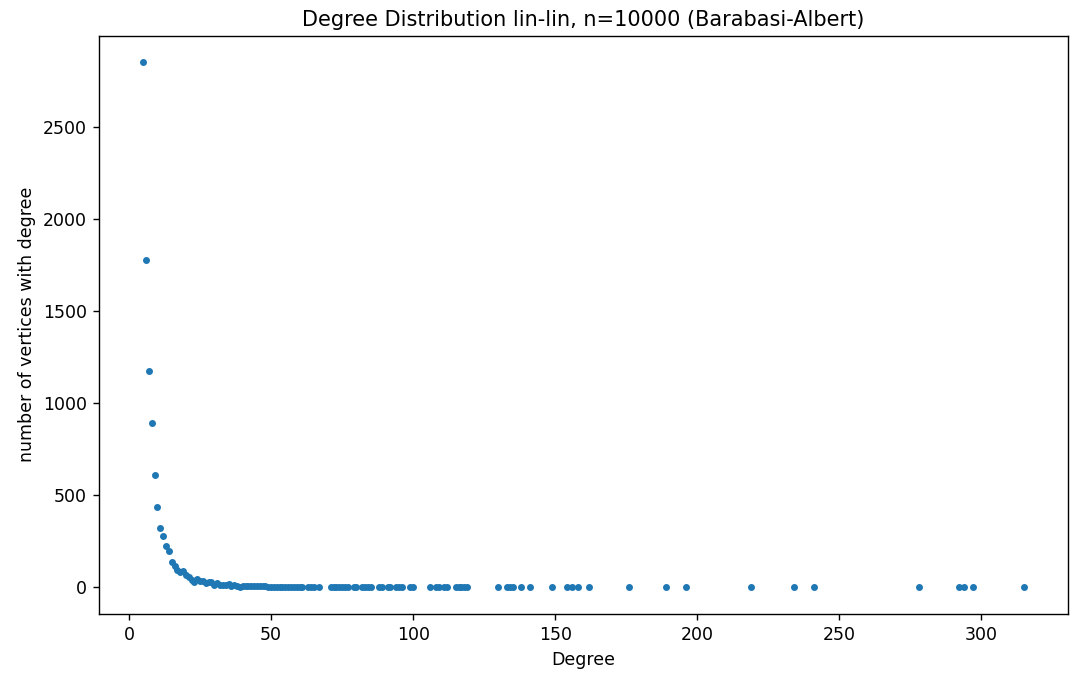 Degree Distribution lin-lin, n=10000 (Barabasi-Albert)
number of vertices with degree
2500
2000
1500
1000
500
0
0 50 100 150 200 250 300
Degree